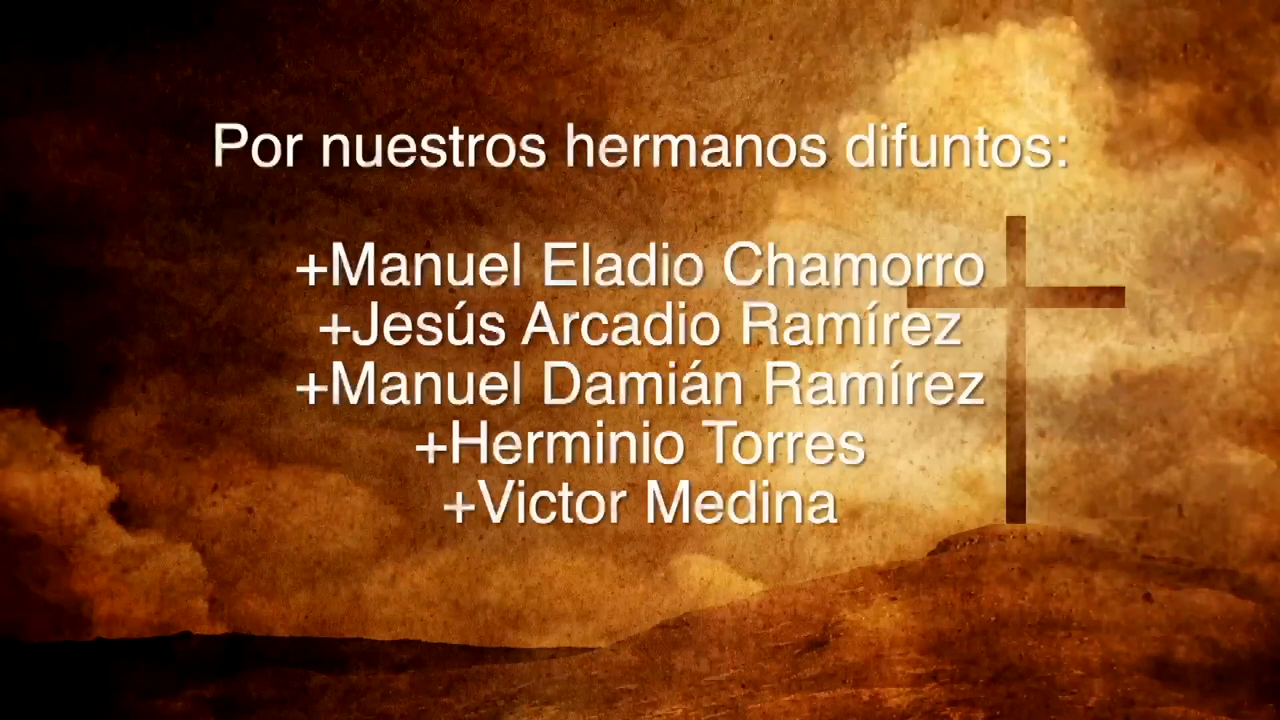 Por nuestros hermanos difuntos:
+Manuel Eladio Chamorro
+Jesús Arcadio Ramírez
+Manuel Damián Ramírez
+Herminio Torres
+Victor Medina